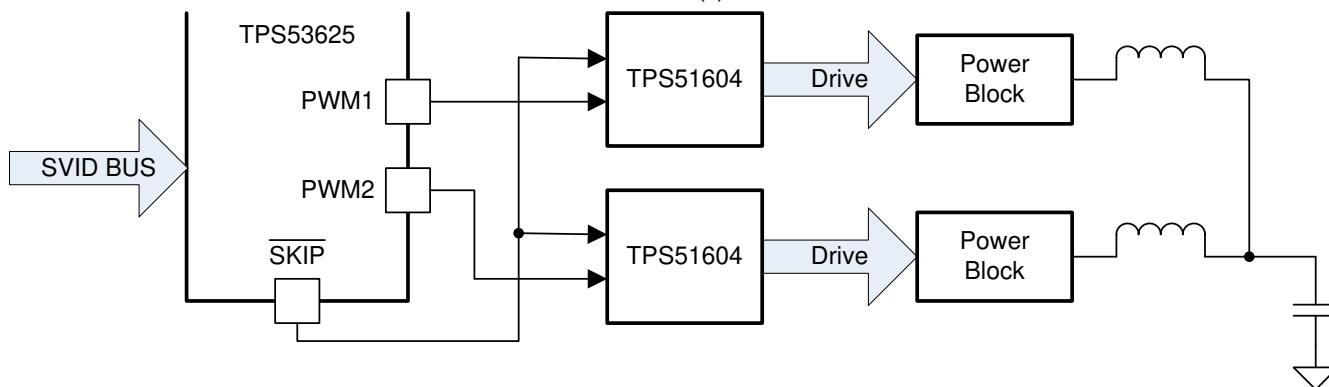 TPS53625
PWM1
TPS51604
Drive
Power
Block
SVID BUS
PWM2
SKIP
TPS51604
Drive
Power
Block